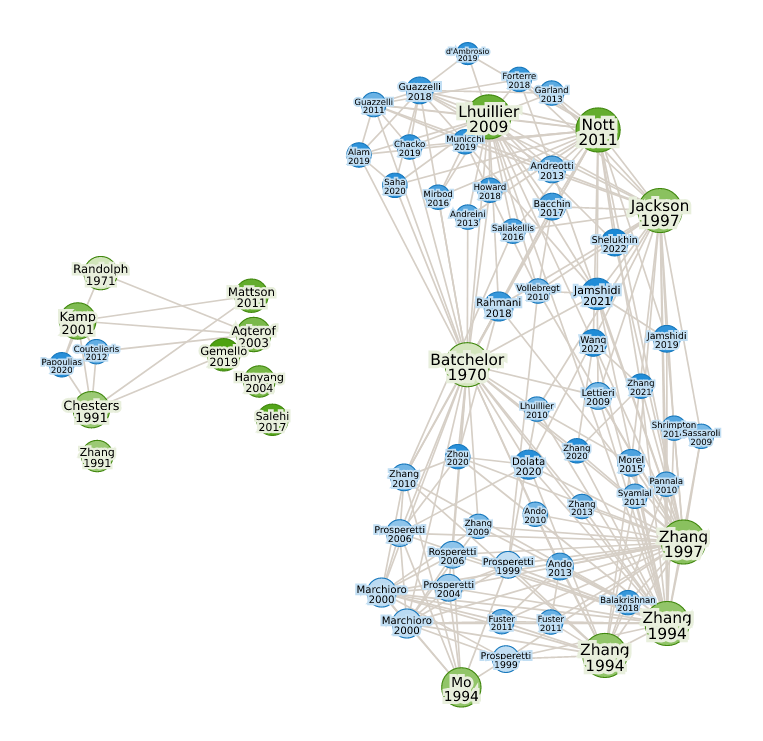 d'Ambrosio
2019
Forterre
2018
Guazzelli
2018
Garland
2013
Guazzelli
2011
Lhuillier
2009
Nott
2011
Municchi
2019
Chacko
2019
Alam
2019
Andreotti
2013
Saha
2020
Howard
2018
Mirbod
2016
Bacchin
2017
Jackson
1997
Andreini
2013
Saliakellis
2016
Shelukhin
2022
Randolph
1971
Mattson
2011
Vollebregt
2010
Jamshidi
2021
Rahmani
2018
Kamp
2001
Agterof
2003
Jamshidi
2019
Wang
2021
Coutelieris
2012
Gemello
2019
Papoulias
2020
Batchelor
1970
Hanyang
2004
Zhang
2021
Lettieri
2009
Chesters
1991
Lhuillier
2010
Salehi
2017
Shrimpton
Sassaroli
2009
Zhang
1991
Zhou
2020
Zhang
2020
Dolata
2020
Morel
2015
Zhang
2010
Pannala
2010
Syamlal
2011
Zhang
2013
Ando
2010
Zhang
2009
Prosperetti
2006
Zhang
1997
Rosperetti
2006
Prosperetti
1999
Ando
2013
Prosperetti
2004
Marchioro
2000
Balakrishnan
2018
Marchioro
2000
Fuster
2011
Fuster
2011
Zhang
1994
Zhang
1994
Prosperetti
1999
Mo
1994